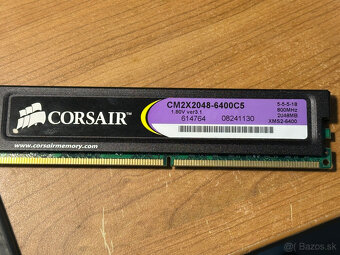 CM2X2048-6400C5
1.80V ver3.1
614764 08241130
5-5-5-18
800MHz
2048MB
XMS2-6400
CORSAIR™
www.corsairmemory.com
Bazos.sk